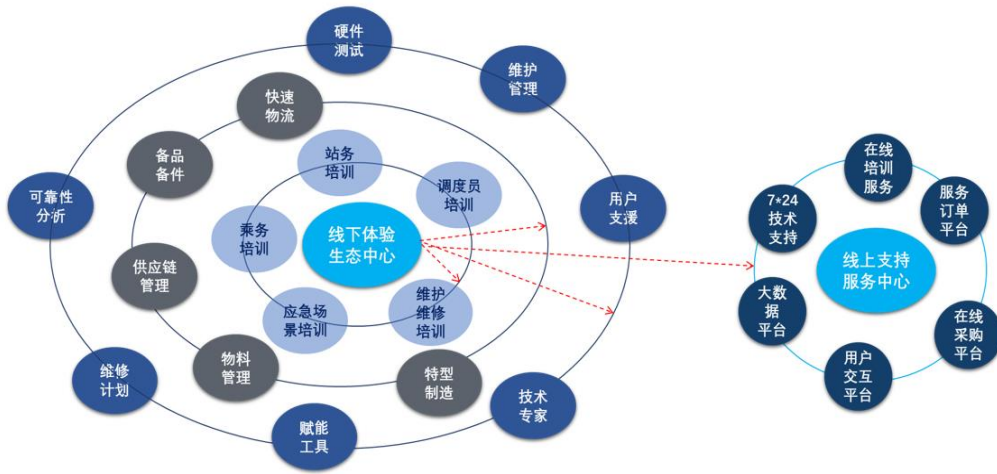 硬件
测试
维护
管理
快速
物流
备品
备件
站务
培训
调度员
培训
可靠性
分析
用户
支援
乘务
培训
线下体验
生态中心
供应链
管理
应急场
景培训
维护
维修
培训
物料
管理
特型
制造
维修
计划
赋能
工具
技术
专家
在线
培训
服务
7*24
技术
支持
服务
订单
平台
线上支持
服务中心
大数
据
平台
在线
采购
平台
用户
交互
平台